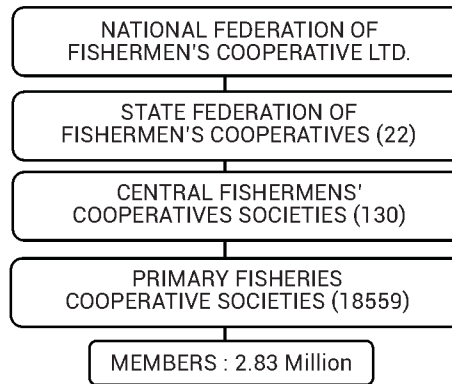 NATIONAL FEDERATION OF
FISHERMEN'S COOPERATIVE LTD.
STATE FEDERATION OF
FISHERMEN'S COOPERATIVES (22)
CENTRAL FISHERMENS'
COOPERATIVES SOCIETIES (130)
PRIMARY FISHERIES
COOPERATIVE SOCIETIES (18559)
MEMBERS : 2.83 Million